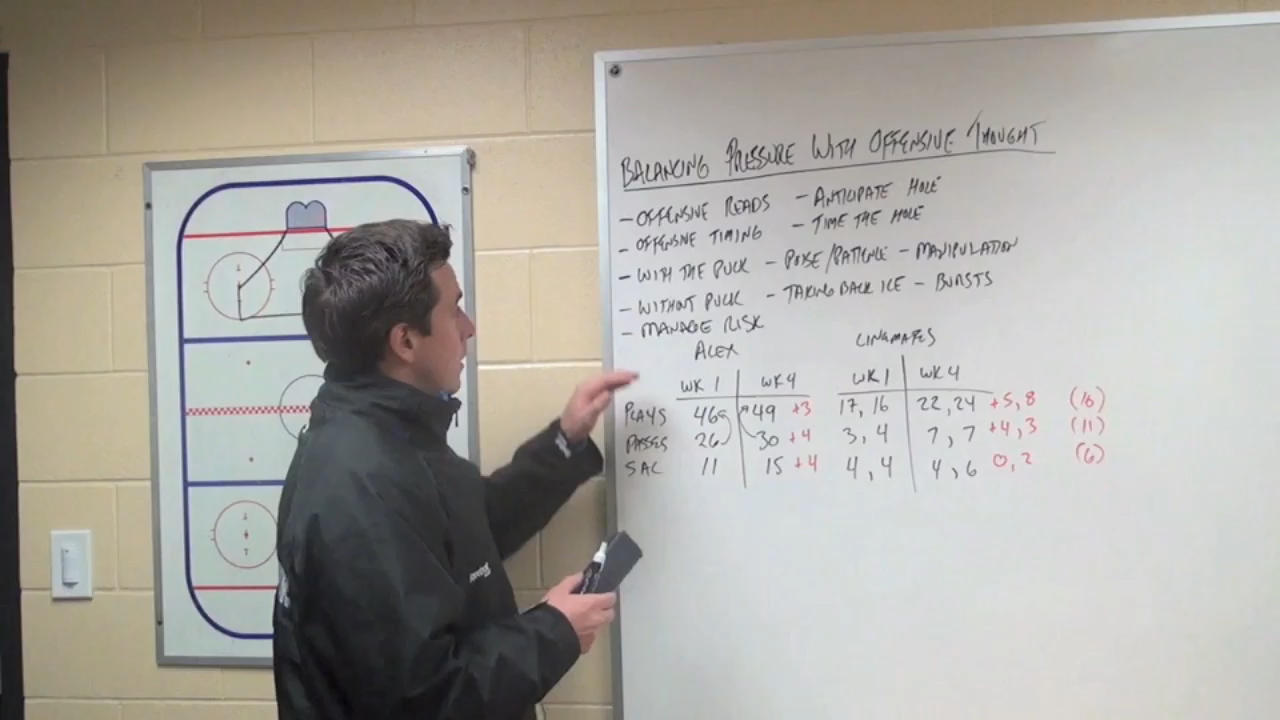 BALANCING PRESSURE WITH OFFENSIVE THOUGHT
- OFFENSIVE READS - ANTICIPATE HOLE
- OFFENSIVE TIMING - TIME THE HOLE
- WITH THE PUCK - POISE/PATIENCE - MANIPULATION
- WITHOUT PUCK - TAKING BACK ICE - BURSTS
- MANAGE RISK
ALEX LINEMATES
WK 1 WK 4 WK 1 WK 4
PLAYS 46 49 +3 17, 16 22, 24 +5, 8 (16)
PASSES 26 30 +4 3, 4 7, 7 +4, 3 (11)
SAC 11 15 +4 4, 4 4, 6 0, 2 (6)